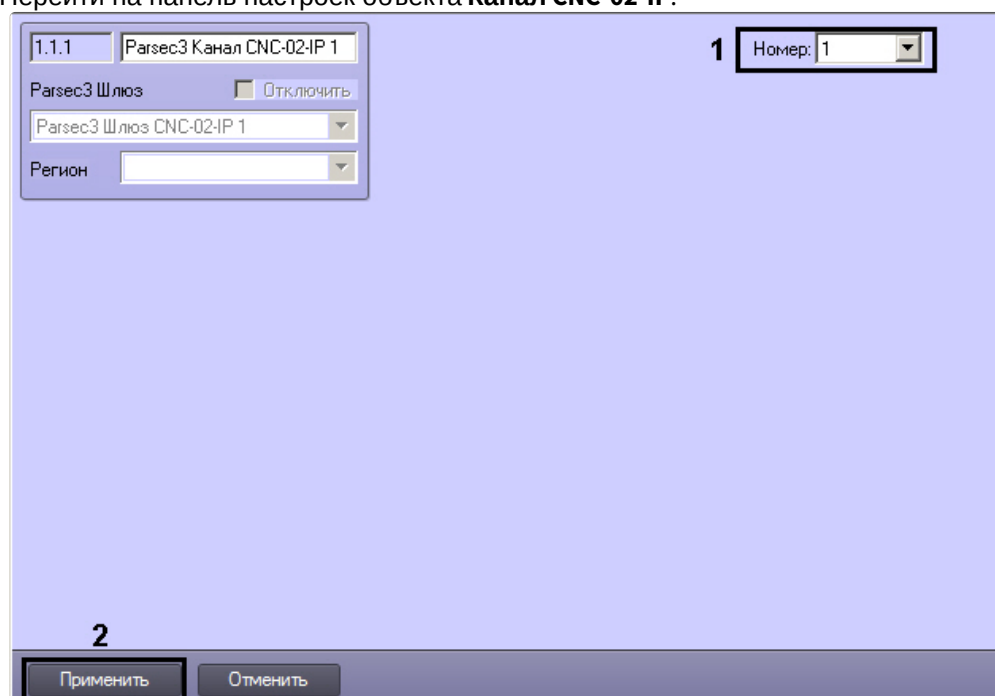 Перейти на панель настроек объекта Канал CNC-02-IP.
1.1.1 Parsec3 Канал CNC-02-IP 1
1 Номер: 1
Parsec3 Шлюз Отключить
Parsec3 Шлюз CNC-02-IP 1
Регион
2
Применить Отменить